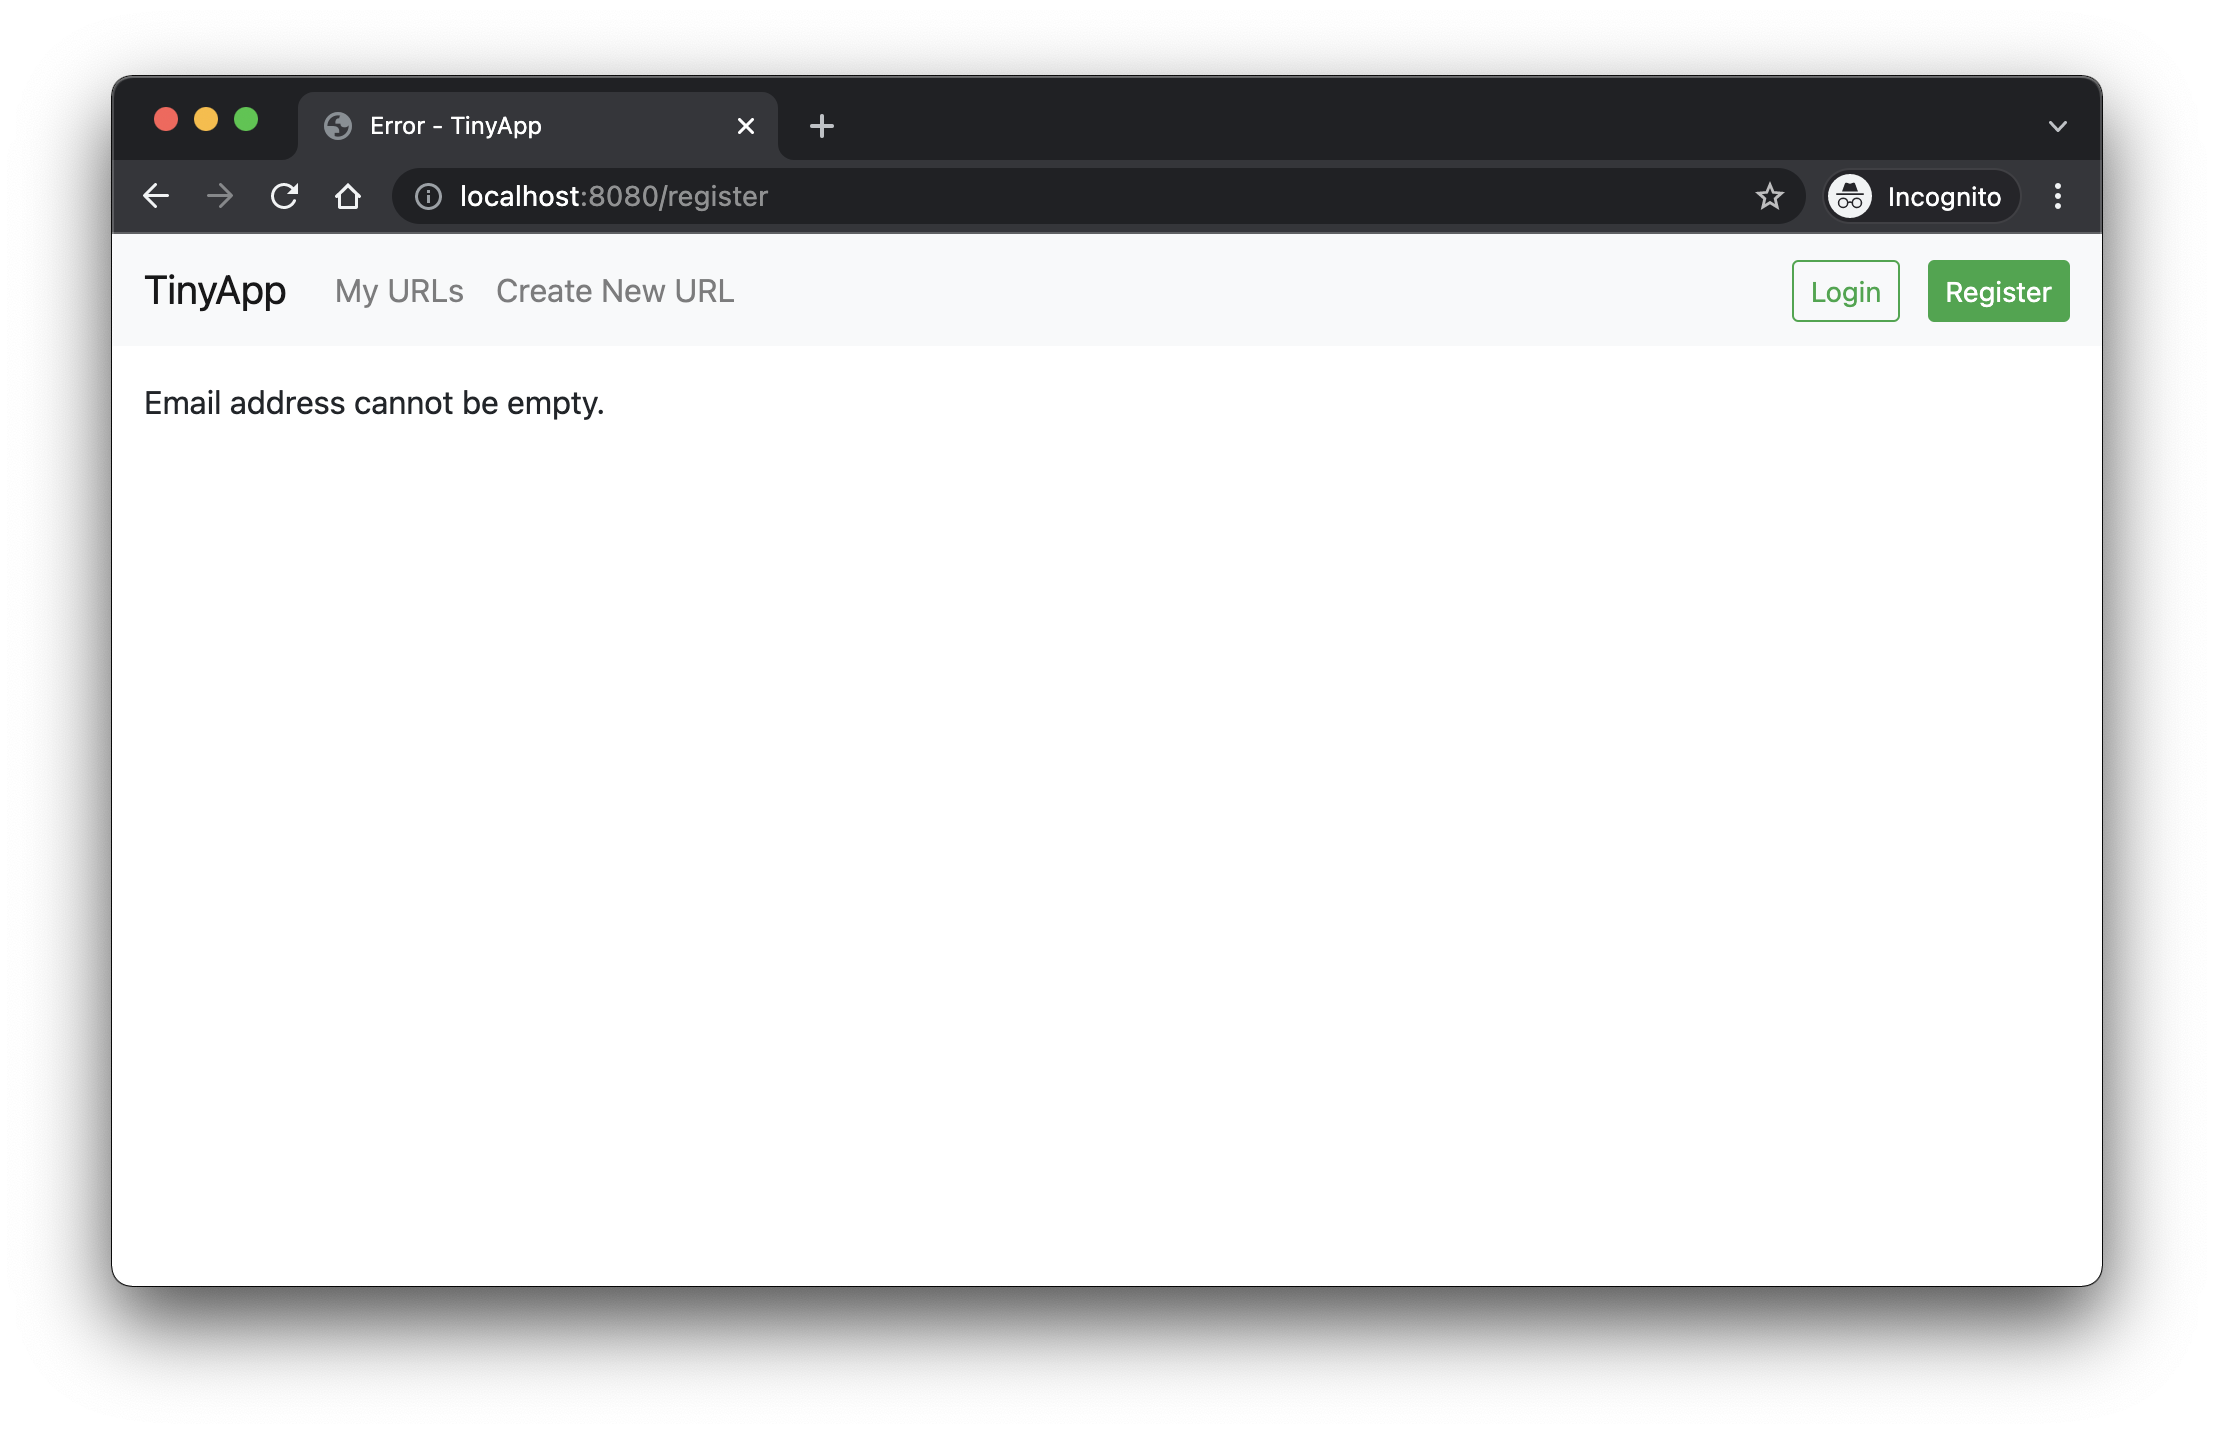 Error - TinyApp
localhost:8080/register
Incognito
TinyApp My URLs Create New URL Login Register
Email address cannot be empty.